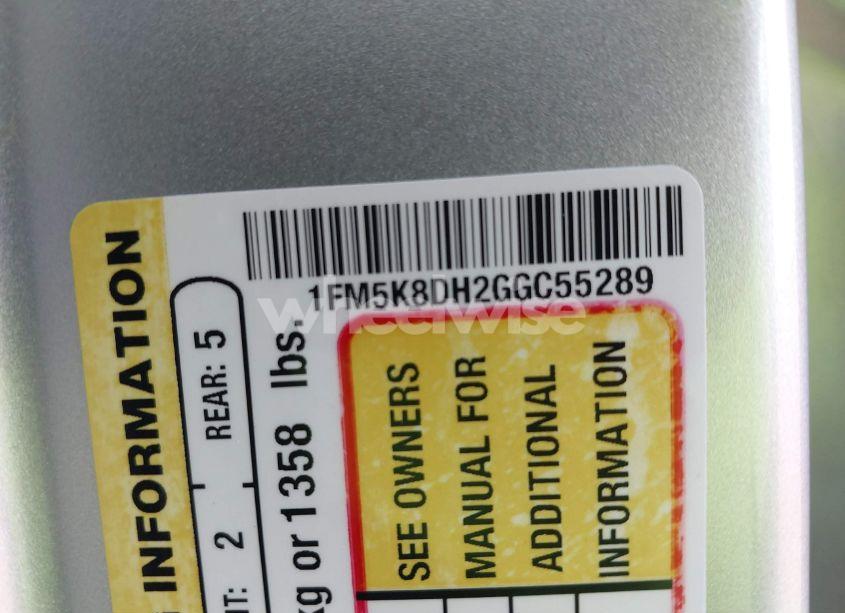 1FM5K8DH2GGC55289
wheelwise
INFORMATION
REAR: 5
2
kg or 1358 lbs.
SEE OWNERS
MANUAL FOR
ADDITIONAL
INFORMATION